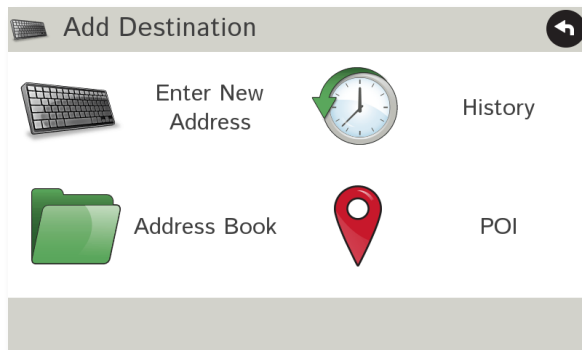 Add Destination
Enter New
Address
History
Address Book
POI